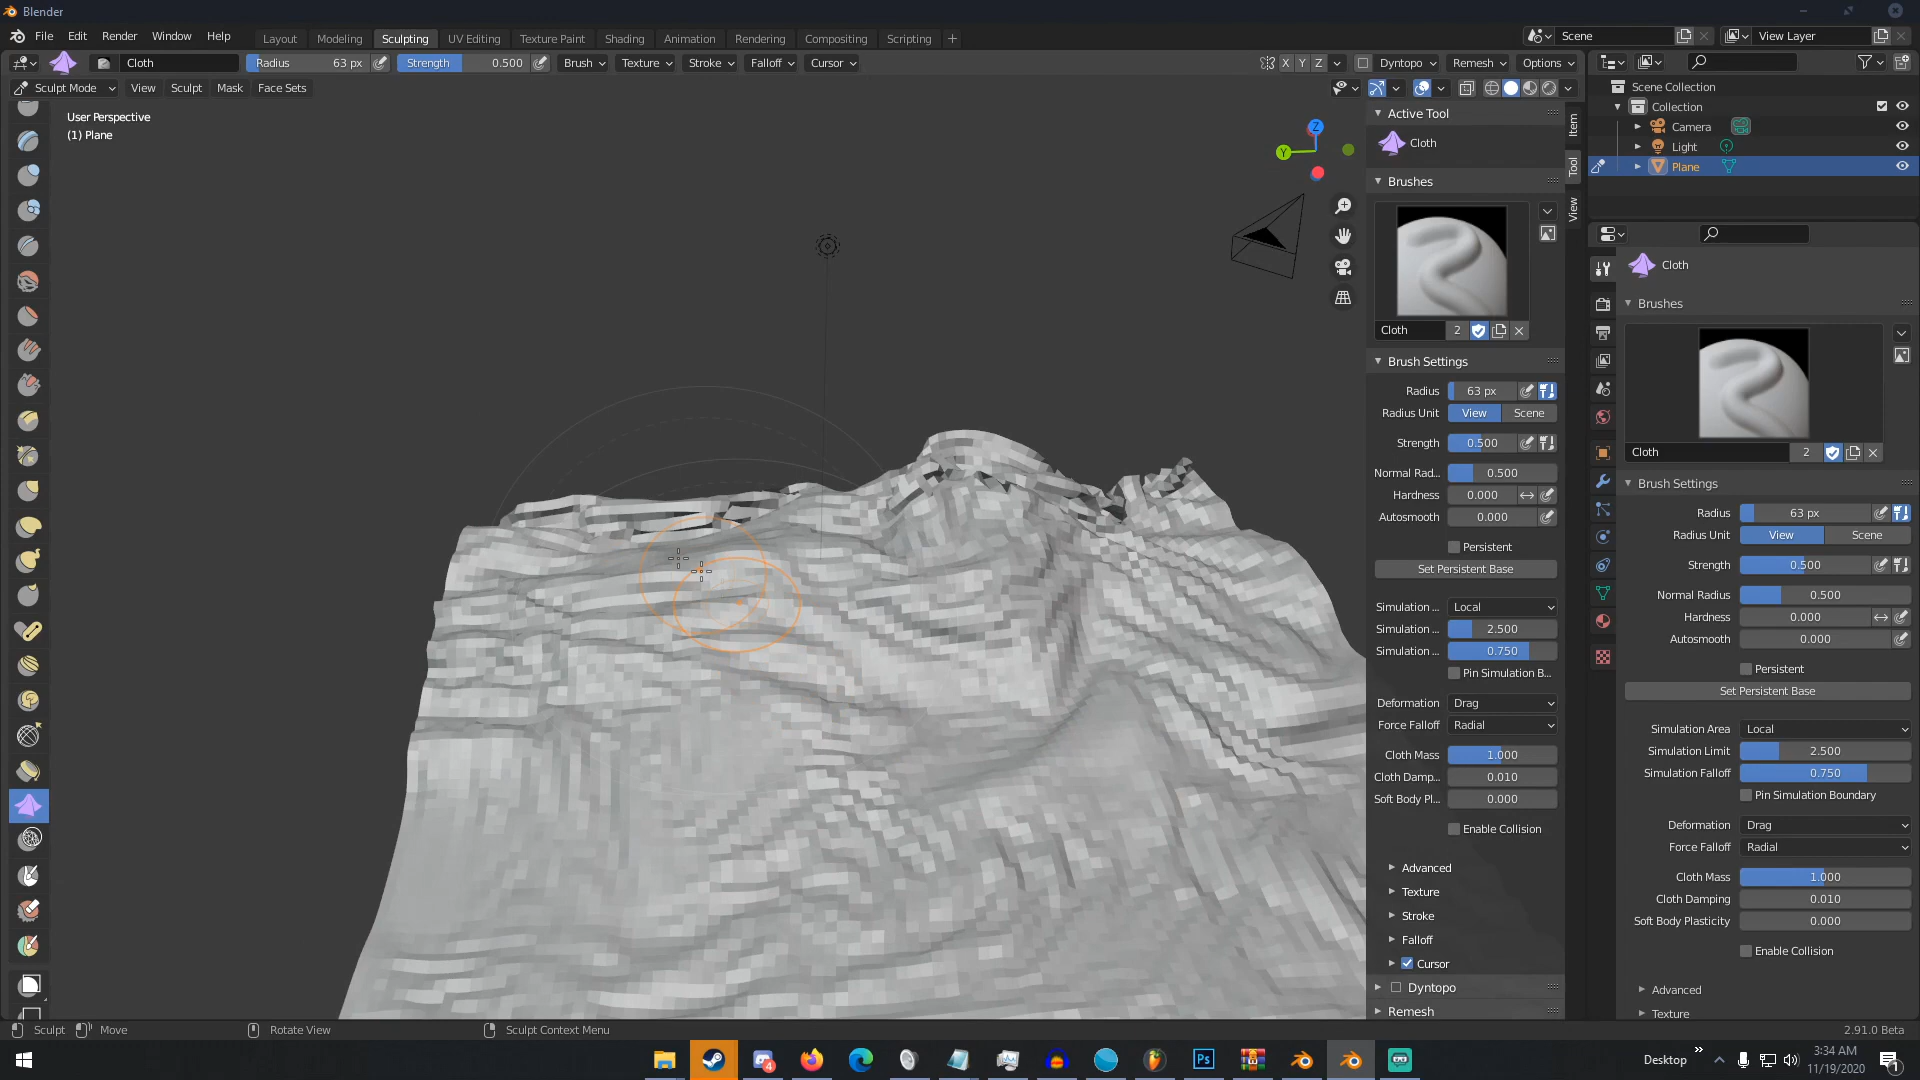 Blender
File Edit Render Window Help
Layout Modeling Sculpting UV Editing Texture Paint Shading Animation Rendering Compositing Scripting
Scene
View Layer
Cloth
Radius 63 px
Strength 0.500
Brush Texture Stroke Falloff Cursor
X Y Z
Dyntopo
Remesh
Options
Sculpt Mode View Sculpt Mask Face Sets
User Perspective
(1) Plane
Z
Y
Active Tool
Cloth
Brushes
Cloth 2
Brush Settings
Radius 63 px
Radius Unit View Scene
Strength 0.500
Normal Rad... 0.500
Hardness 0.000
Autosmooth 0.000
Persistent
Set Persistent Base
Simulation ... Local
Simulation ... 2.500
Simulation ... 0.750
Pin Simulation B...
Deformation Drag
Force Falloff Radial
Cloth Mass 1.000
Cloth Damp... 0.010
Soft Body Pl... 0.000
Enable Collision
Advanced
Texture
Stroke
Falloff
Cursor
Dyntopo
Remesh
Item
Tool
View
Scene Collection
Collection
Camera
Light
Plane
Cloth
Brushes
Cloth 2
Brush Settings
Radius 63 px
Radius Unit View Scene
Strength 0.500
Normal Radius 0.500
Hardness 0.000
Autosmooth 0.000
Persistent
Set Persistent Base
Simulation Area Local
Simulation Limit 2.500
Simulation Falloff 0.750
Pin Simulation Boundary
Deformation Drag
Force Falloff Radial
Cloth Mass 1.000
Cloth Damping 0.010
Soft Body Plasticity 0.000
Enable Collision
Advanced
Texture
Sculpt Move Rotate View Sculpt Context Menu
2.91.0 Beta
4
Ps
Desktop
3:34 AM
11/19/2020
1